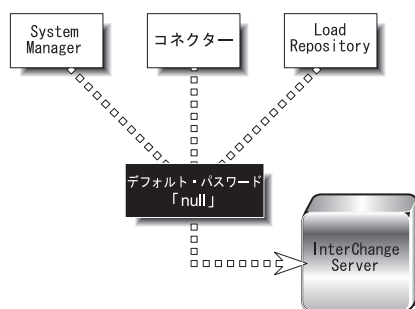 System
Manager
コネクター
Load
Repository
デフォルト・パスワード
「null」
InterChange
Server